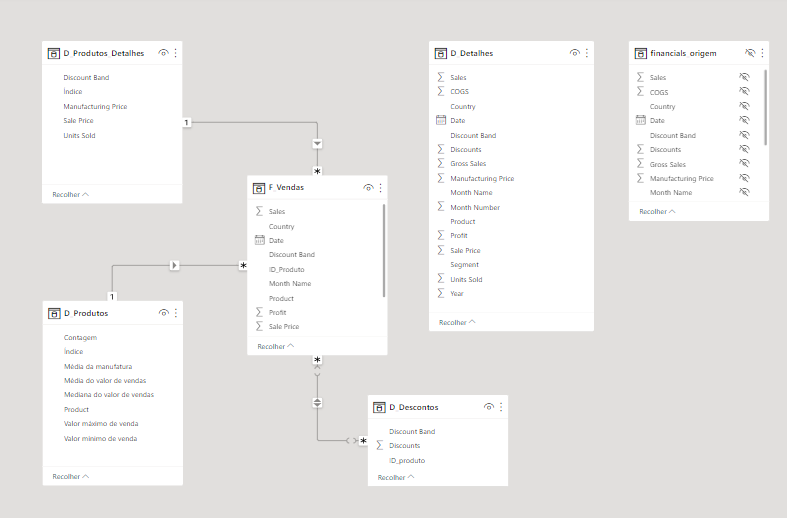 D_Produtos_Detalhes
Discount Band
Índice
Manufacturing Price
Sale Price
Units Sold
Recolher
D_Detalhes
Sales
COGS
Country
Date
Discount Band
Discounts
Gross Sales
Manufacturing Price
Month Name
Month Number
Product
Profit
Sale Price
Segment
Units Sold
Year
Recolher
financials_origem
Sales
COGS
Country
Date
Discount Band
Discounts
Gross Sales
Manufacturing Price
Month Name
Recolher
1
*
F_Vendas
Sales
Country
Date
Discount Band
ID_Produto
Month Name
Product
Profit
Sale Price
Recolher
*
1
D_Produtos
Contagem
Índice
Média da manufatura
Média do valor de vendas
Mediana do valor de vendas
Product
Valor máximo de venda
Valor mínimo de venda
Recolher
*
*
D_Descontos
Discount Band
Discounts
ID_produto
Recolher